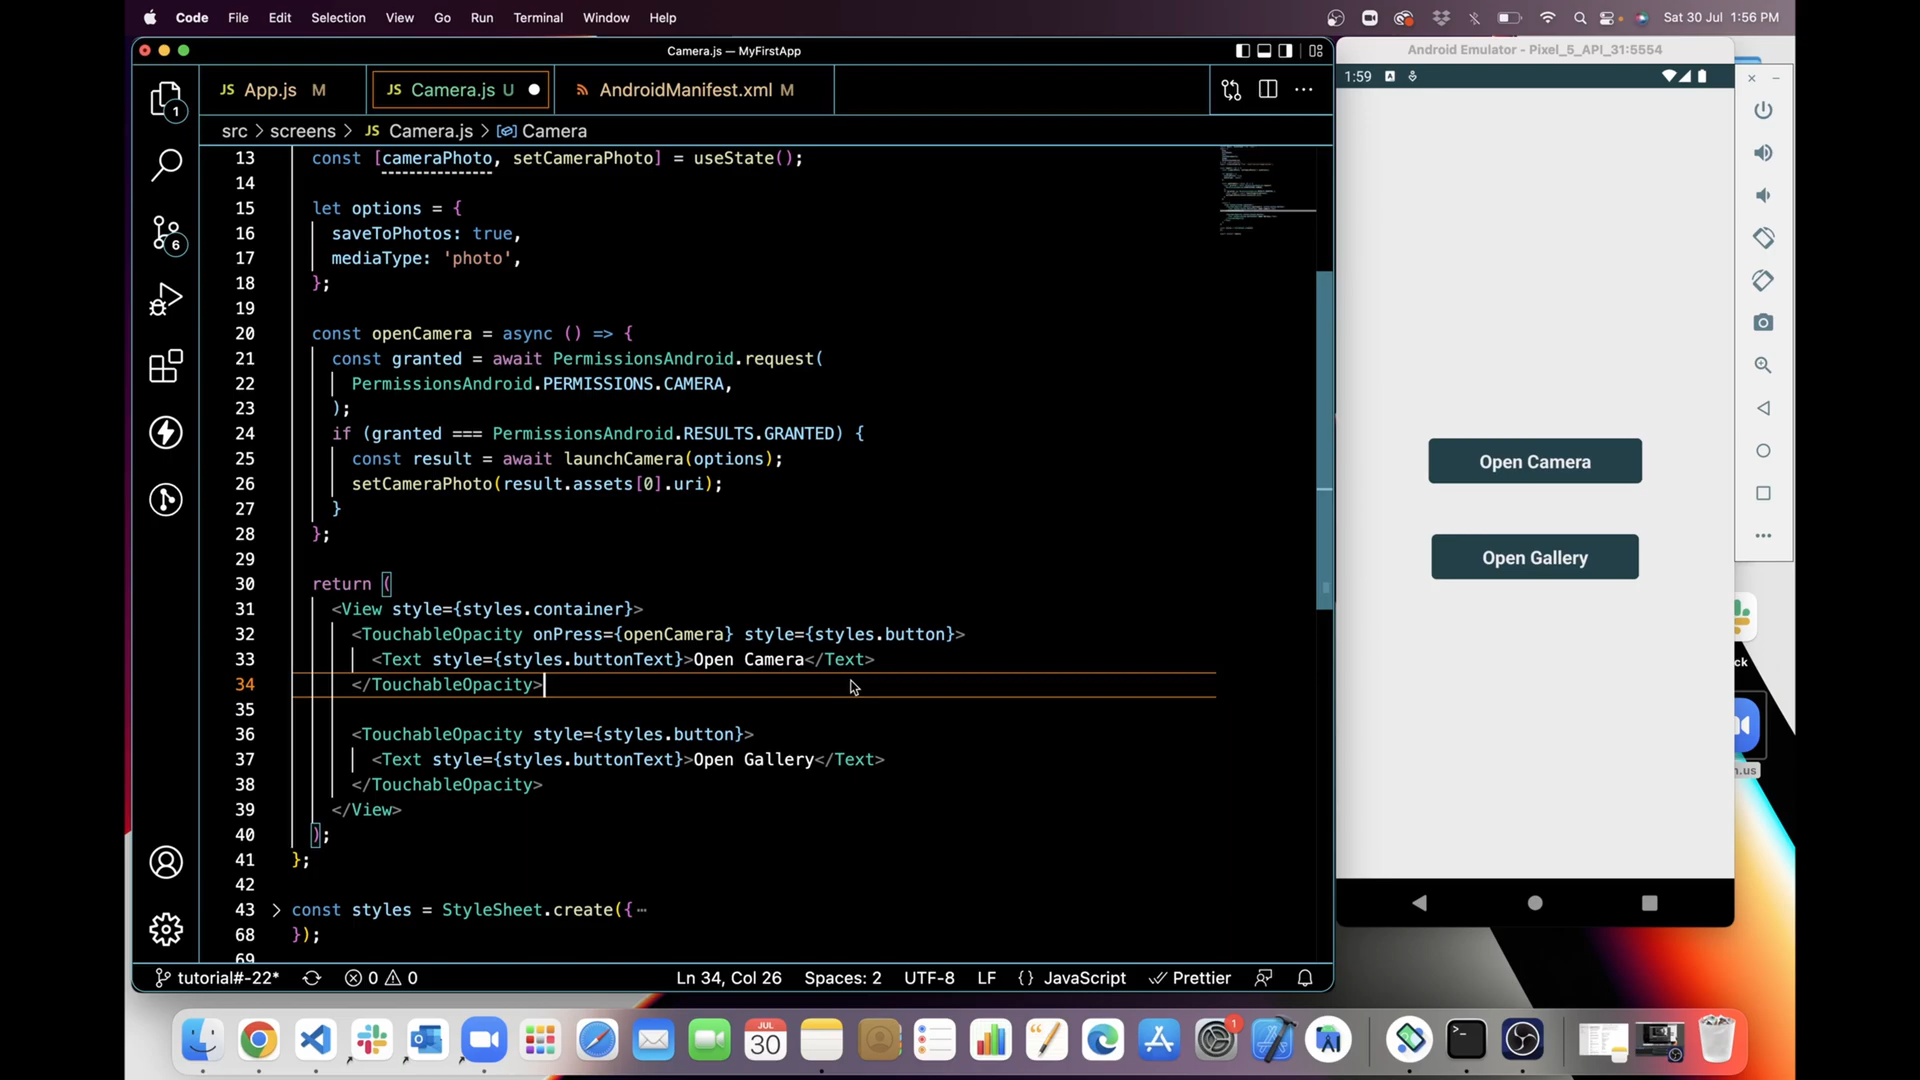 Code File Edit Selection View Go Run Terminal Window Help
Sat 30 Jul 1:56 PM
Camera.js — MyFirstApp
Android Emulator - Pixel_5_API_31:5554
JS App.js M
JS Camera.js U
AndroidManifest.xml M
1:59
1
src > screens > JS Camera.js > Camera
13 const [cameraPhoto, setCameraPhoto] = useState();
14
15 let options = {
16 saveToPhotos: true,
17 mediaType: 'photo',
18 };
19
20 const openCamera = async () => {
21 const granted = await PermissionsAndroid.request(
22 PermissionsAndroid.PERMISSIONS.CAMERA,
23 );
24 if (granted === PermissionsAndroid.RESULTS.GRANTED) {
25 const result = await launchCamera(options);
26 setCameraPhoto(result.assets[0].uri);
27 }
28 };
29
30 return (
31 <View style={styles.container}>
32 <TouchableOpacity onPress={openCamera} style={styles.button}>
33 <Text style={styles.buttonText}>Open Camera</Text>
34 </TouchableOpacity>
35
36 <TouchableOpacity style={styles.button}>
37 <Text style={styles.buttonText}>Open Gallery</Text>
38 </TouchableOpacity>
39 </View>
40 );
41 };
42
43 const styles = StyleSheet.create({⋯
68 });
69
6
Open Camera
Open Gallery
ck
n.us
tutorial#-22* 0 0 Ln 34, Col 26 Spaces: 2 UTF-8 LF {} JavaScript Prettier
JUL
30
1